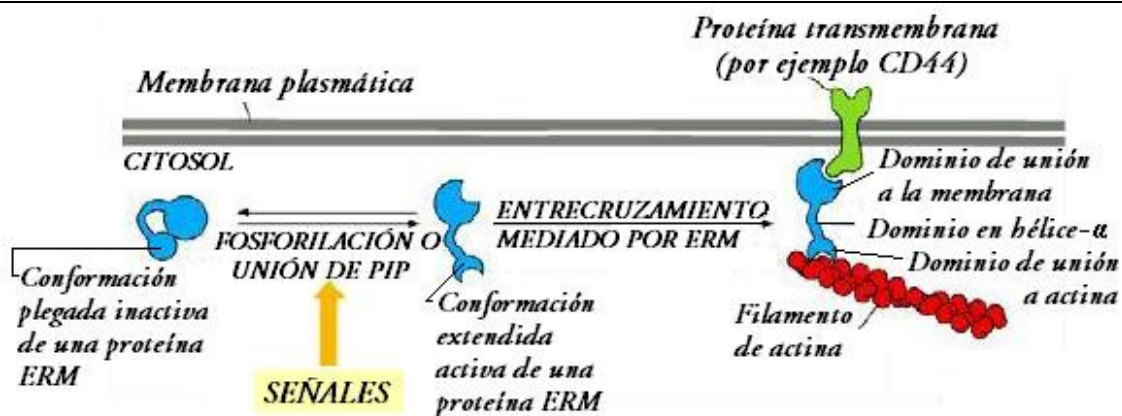 Proteína transmembrana
(por ejemplo CD44)
Membrana plasmática
CITOSOL
Dominio de unión
a la membrana
ENTRECRUZAMIENTO
MEDIADO POR ERM
FOSFORILACIÓN O
UNIÓN DE PIP
Dominio en hélice-α
Dominio de unión
a actina
Conformación
plegada inactiva
de una proteína
ERM
Conformación
extendida
activa de una
proteína ERM
Filamento
de actina
SEÑALES